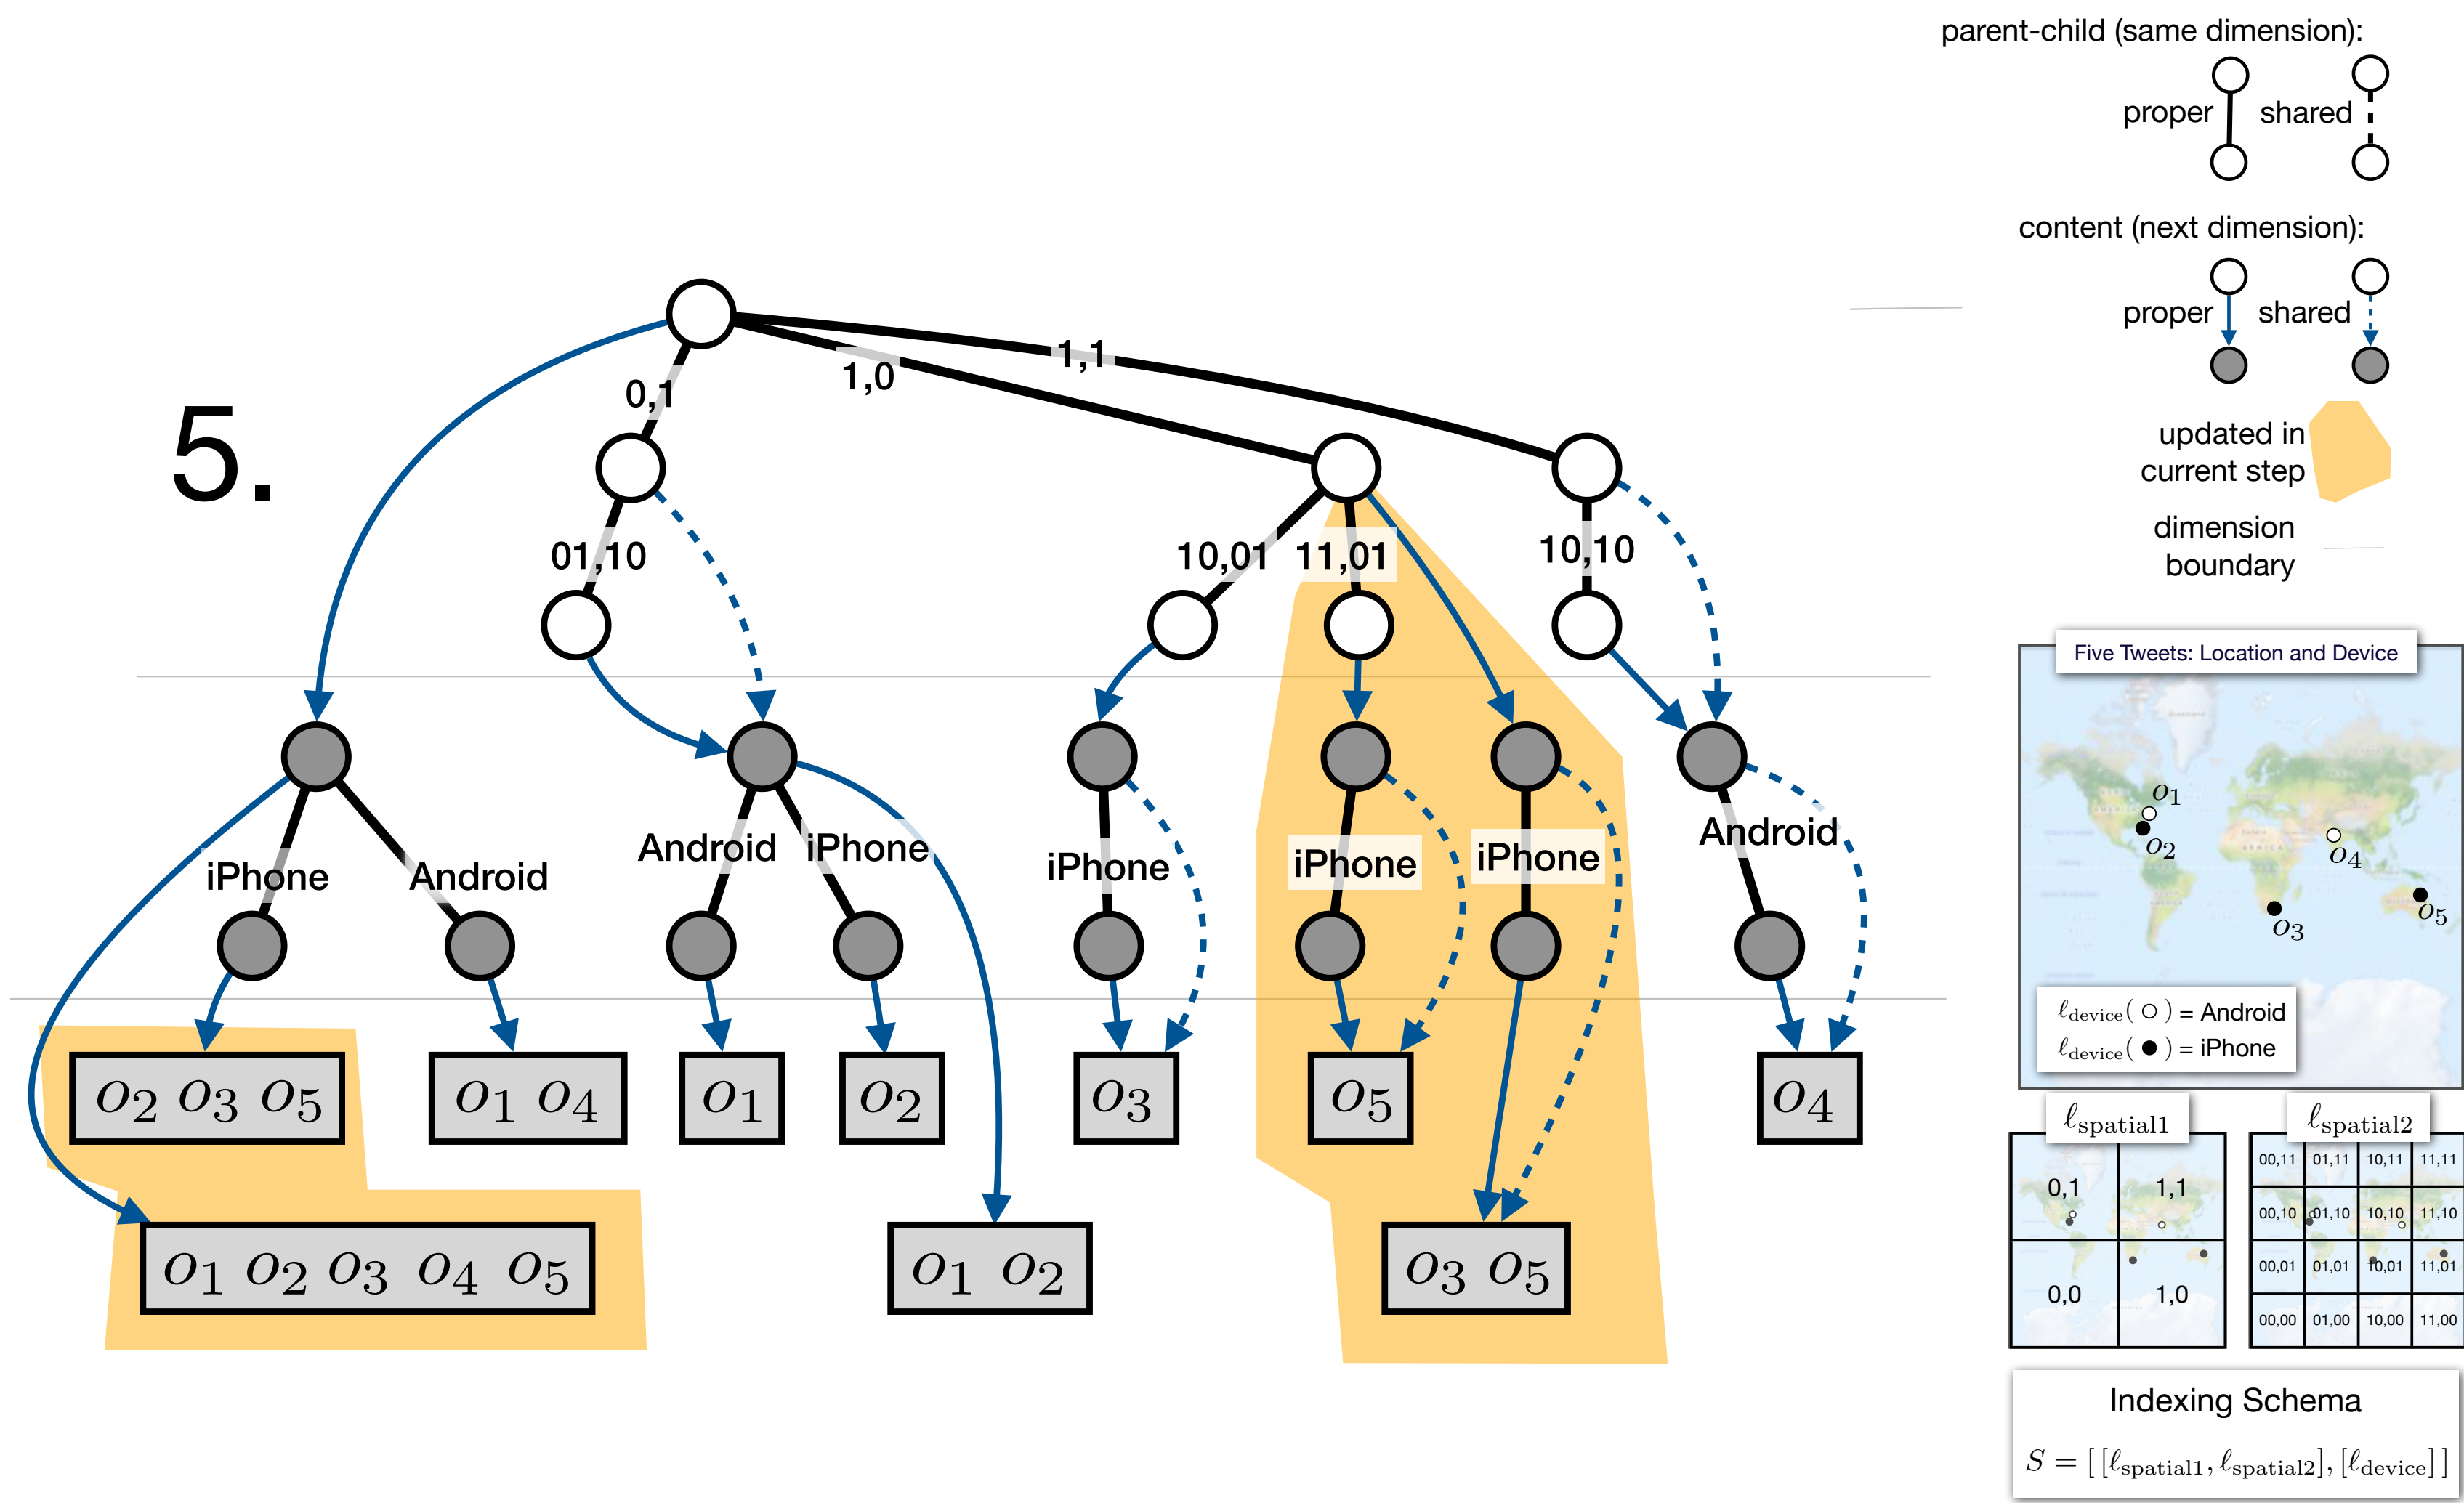 parent-child (same dimension):
proper shared
content (next dimension):
proper shared
updated in
current step
dimension
boundary
5.
0,1
1,0
1,1
01,10
10,01
11,01
10,10
iPhone
Android
Android
iPhone
iPhone
iPhone
iPhone
Android
o2 o3 o5
o1 o4
o1
o2
o3
o5
o4
o1 o2 o3 o4 o5
o1 o2
o3 o5
Five Tweets: Location and Device
o1
o2
o4
o5
o3
ℓdevice( ○ ) = Android
ℓdevice( ● ) = iPhone
ℓspatial1
0,1 1,1
0,0 1,0
ℓspatial2
00,11 01,11 10,11 11,11
00,10 01,10 10,10 11,10
00,01 01,01 10,01 11,01
00,00 01,00 10,00 11,00
Indexing Schema
S = [ [ℓspatial1, ℓspatial2], [ℓdevice] ]